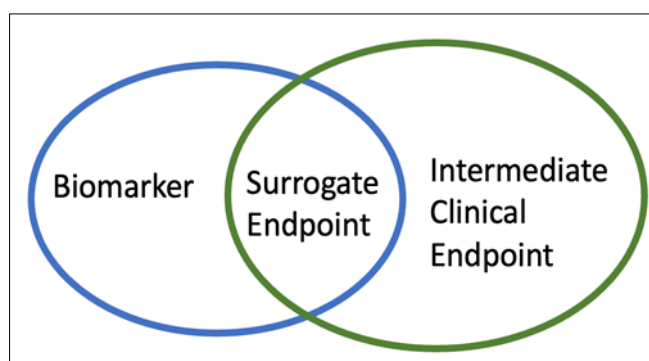 Biomarker
Surrogate
Endpoint
Intermediate
Clinical
Endpoint